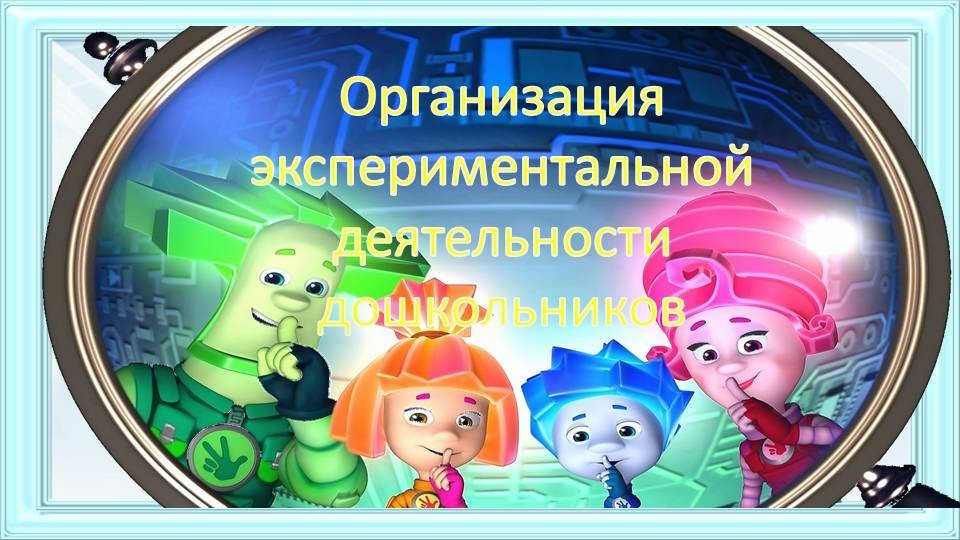 Организация
экспериментальной
деятельности
дошкольников